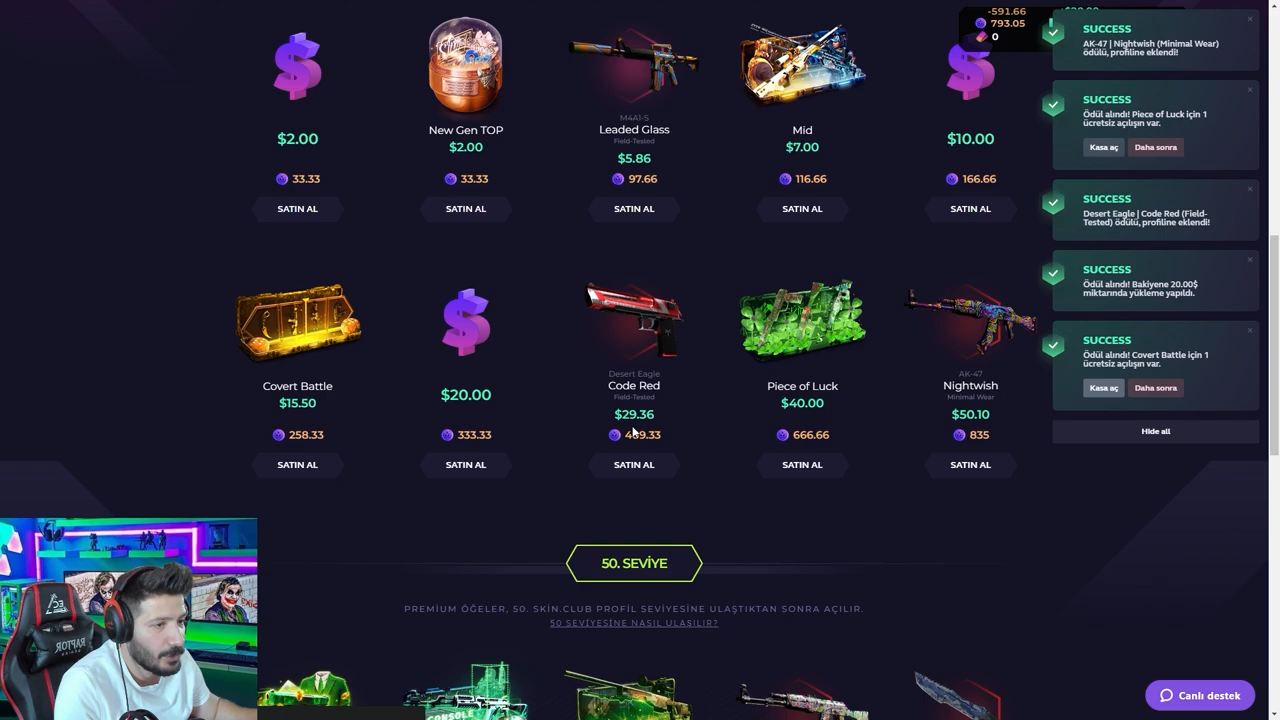 -591.66
793.05
0
$2.00
33.33
SATIN AL
New Gen TOP
$2.00
33.33
SATIN AL
M4A1-S
Leaded Glass
Field-Tested
$5.86
97.66
SATIN AL
Mid
$7.00
116.66
SATIN AL
$10.00
166.66
SATIN AL
SUCCESS
AK-47 | Nightwish (Minimal Wear)
ödülü, profiline eklendi!
SUCCESS
Ödül alındı! Piece of Luck için 1
ücretsiz açılışın var.
Kasa aç
Daha sonra
SUCCESS
Desert Eagle | Code Red (Field-
Tested) ödülü, profiline eklendi!
SUCCESS
Ödül alındı! Bakiyene 20.00$
miktarında yükleme yapıldı.
SUCCESS
Ödül alındı! Covert Battle için 1
ücretsiz açılışın var.
Kasa aç
Daha sonra
Hide all
Covert Battle
$15.50
258.33
SATIN AL
$20.00
333.33
SATIN AL
Desert Eagle
Code Red
Field-Tested
$29.36
SATIN AL
Piece of Luck
$40.00
666.66
SATIN AL
AK-47
Nightwish
Minimal Wear
$50.10
835
SATIN AL
50. SEVİYE
PREMİUM ÖĞELER, 50. SKIN.CLUB PROFİL SEVİYESİNE ULAŞTIKTAN SONRA AÇILIR.
50 SEVİYESİNE NASIL ULAŞILIR?
CONSOLE
RAPTOR
Canlı destek